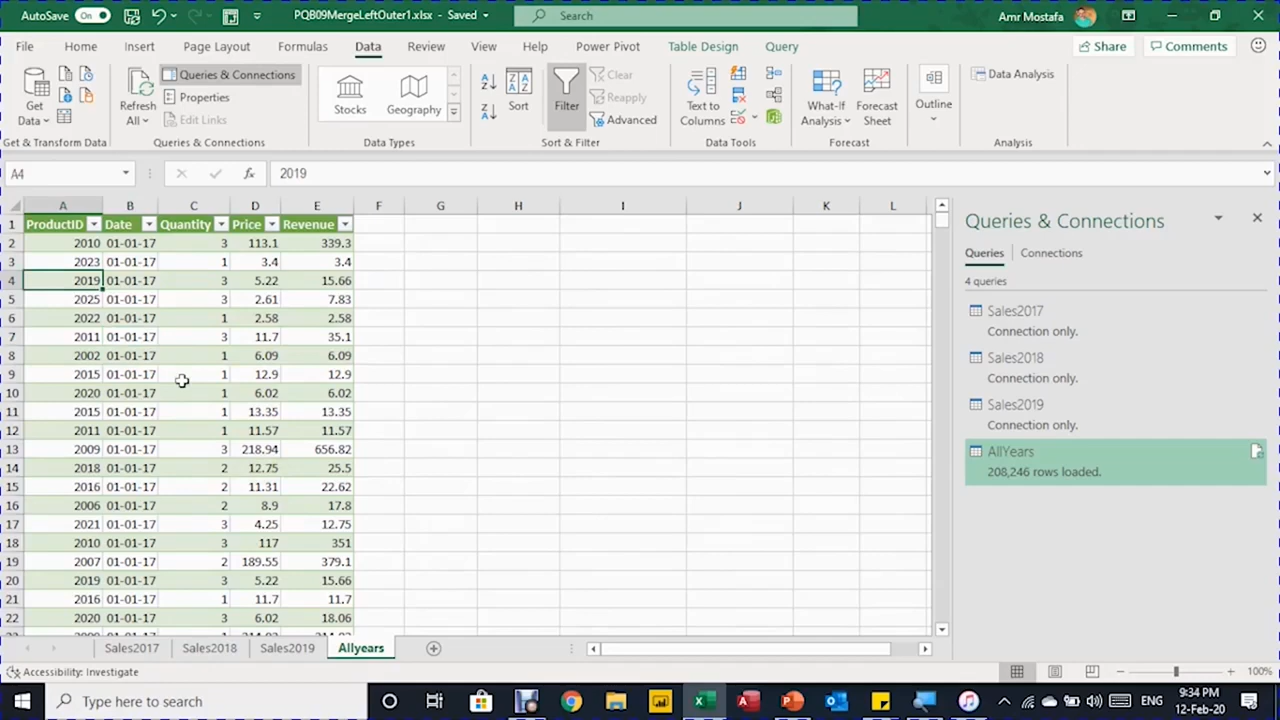 AutoSave On PQB09MergeLeftOuter1.xlsx - Saved Search Amr Mostafa
File Home Insert Page Layout Formulas Data Review View Help Power Pivot Table Design Query Share Comments
Get Data Refresh All Queries & Connections Properties Edit Links Stocks Geography Sort Filter Clear Reapply Advanced Text to Columns What-If Analysis Forecast Sheet Outline Data Analysis
Get & Transform Data Queries & Connections Data Types Sort & Filter Data Tools Forecast Analysis
A4 fx 2019
A B C D E F G H I J K L
1 ProductID Date Quantity Price Revenue
2 2010 01-01-17 3 113.1 339.3
3 2023 01-01-17 1 3.4 3.4
4 2019 01-01-17 3 5.22 15.66
5 2025 01-01-17 3 2.61 7.83
6 2022 01-01-17 1 2.58 2.58
7 2011 01-01-17 3 11.7 35.1
8 2002 01-01-17 1 6.09 6.09
9 2015 01-01-17 1 12.9 12.9
10 2020 01-01-17 1 6.02 6.02
11 2015 01-01-17 1 13.35 13.35
12 2011 01-01-17 1 11.57 11.57
13 2009 01-01-17 3 218.94 656.82
14 2018 01-01-17 2 12.75 25.5
15 2016 01-01-17 2 11.31 22.62
16 2006 01-01-17 2 8.9 17.8
17 2021 01-01-17 3 4.25 12.75
18 2010 01-01-17 3 117 351
19 2007 01-01-17 2 189.55 379.1
20 2019 01-01-17 3 5.22 15.66
21 2016 01-01-17 1 11.7 11.7
22 2020 01-01-17 3 6.02 18.06
Queries & Connections
Queries Connections
4 queries
Sales2017
Connection only.
Sales2018
Connection only.
Sales2019
Connection only.
AllYears
208,246 rows loaded.
Sales2017 Sales2018 Sales2019 Allyears
Accessibility: Investigate 100%
Type here to search ENG 9:34 PM
12-Feb-20